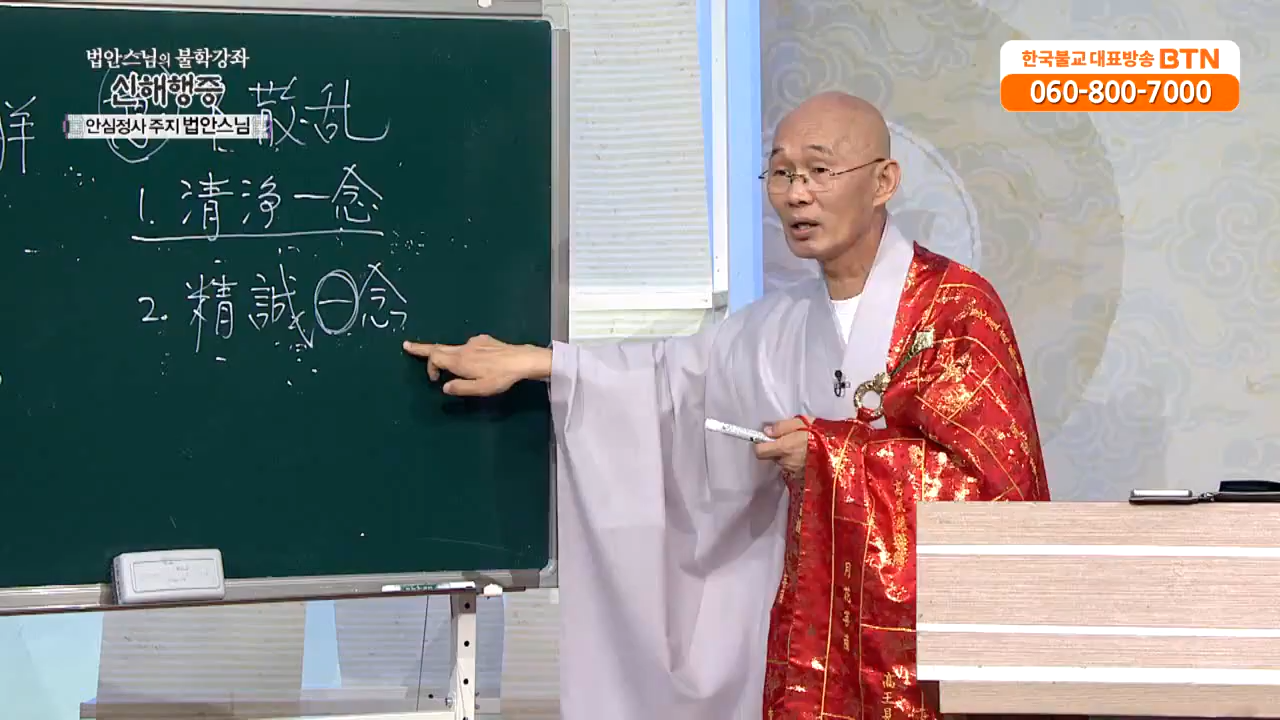 법안스님의 불학강좌
신해행증
안심정사 주지 법안스님
한국불교 대표방송 BTN
060-800-7000
散乱
1. 清浄一念
2. 精誠一念